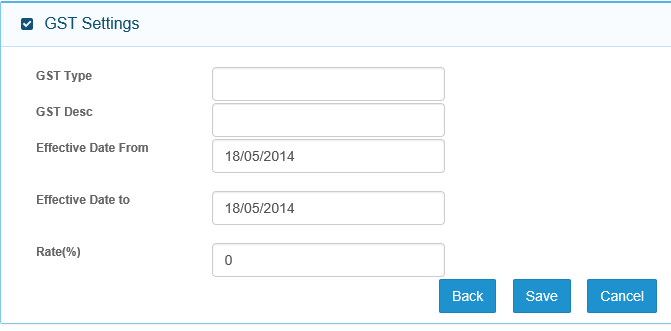 GST Settings
GST Type
GST Desc
Effective Date From
18/05/2014
Effective Date to
18/05/2014
Rate(%)
0
Back Save Cancel